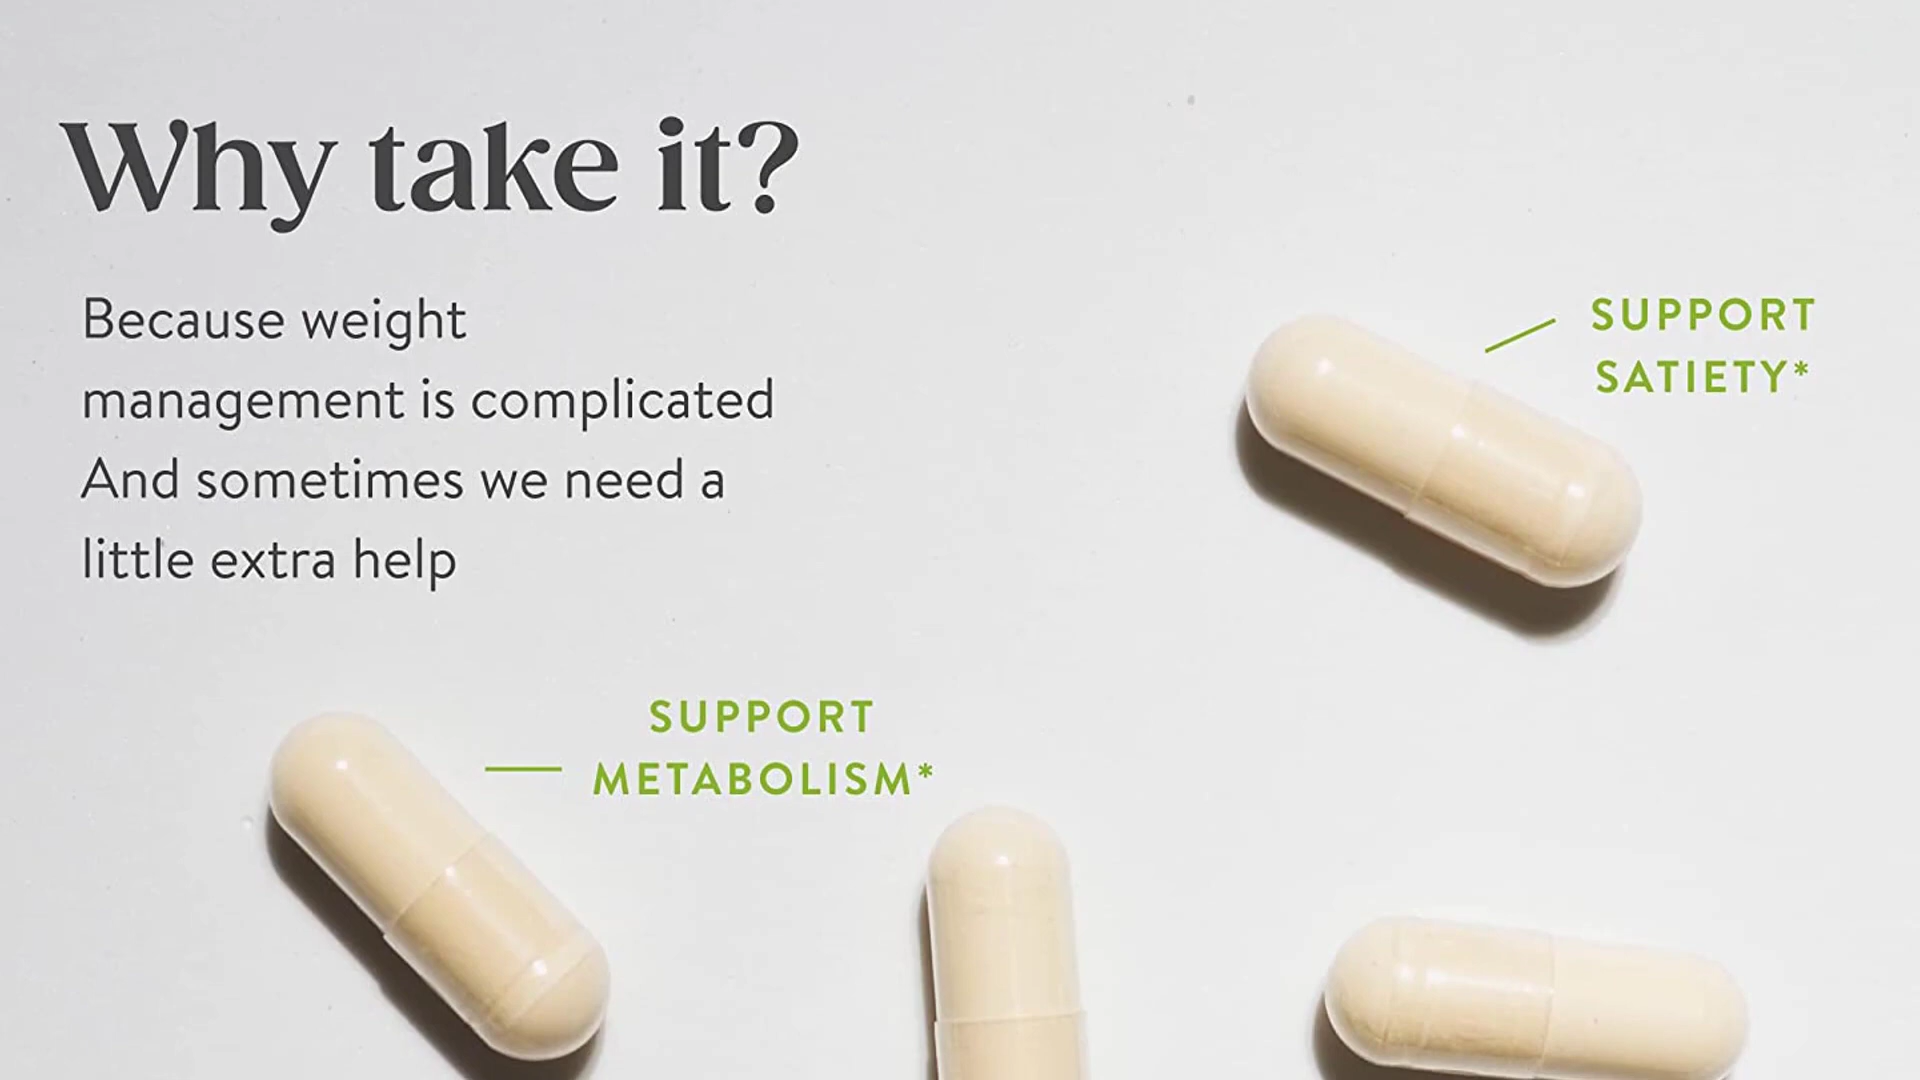 Why take it?
Because weight
management is complicated
And sometimes we need a
little extra help
SUPPORT
SATIETY*
SUPPORT
METABOLISM*